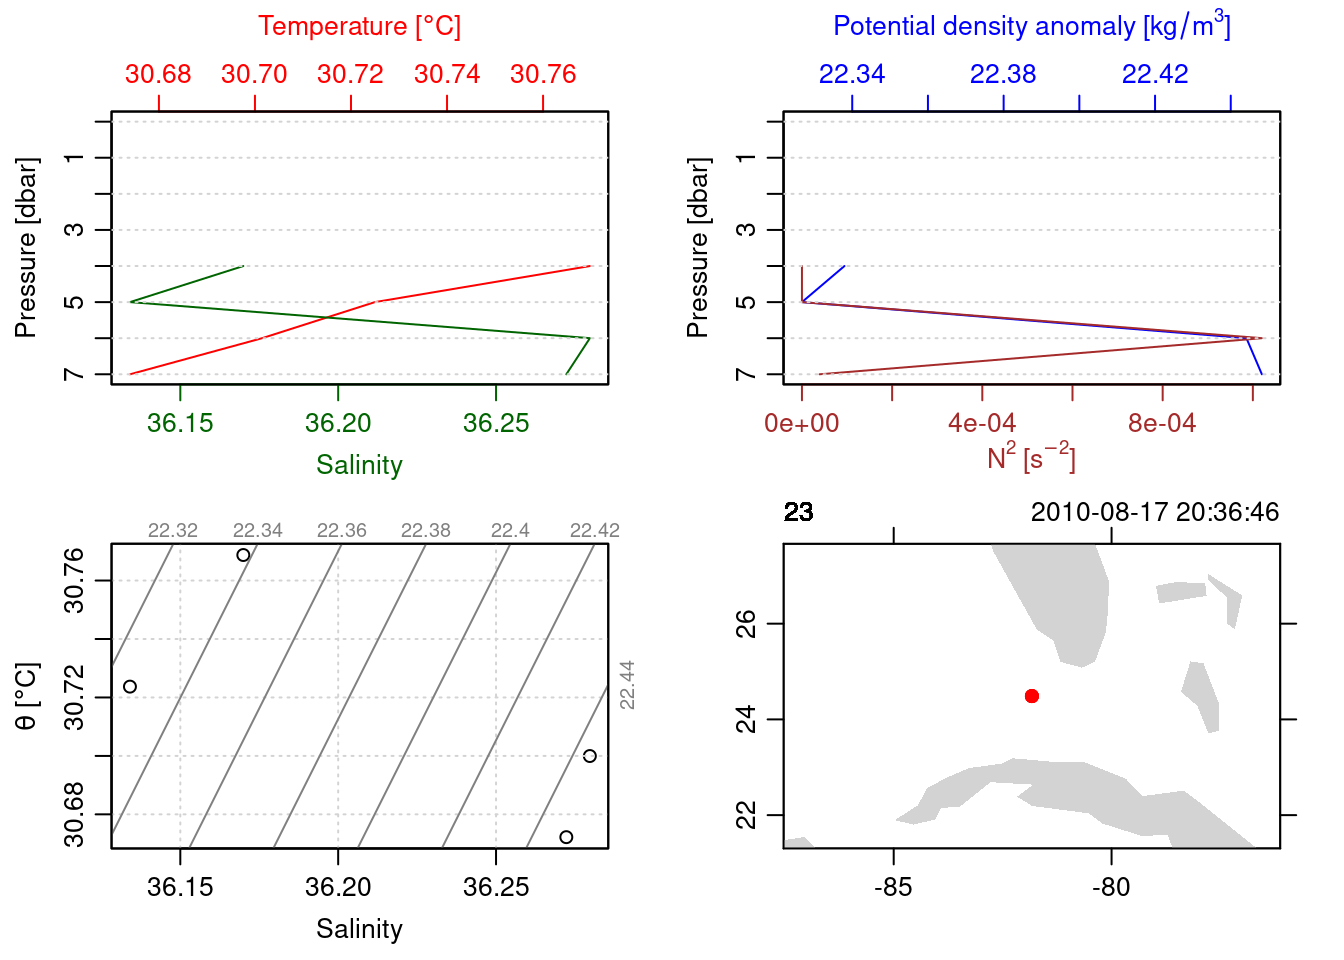 Temperature [°C]
30.68 30.70 30.72 30.74 30.76
Pressure [dbar]
1
3
5
7
36.15 36.20 36.25
Salinity
Potential density anomaly [kg/m³]
22.34 22.38 22.42
Pressure [dbar]
1
3
5
7
0e+00 4e-04 8e-04
N² [s⁻²]
22.32 22.34 22.36 22.38 22.4 22.42
22.44
θ [°C]
30.76
30.72
30.68
36.15 36.20 36.25
Salinity
23 2010-08-17 20:36:46
26
24
22
-85 -80